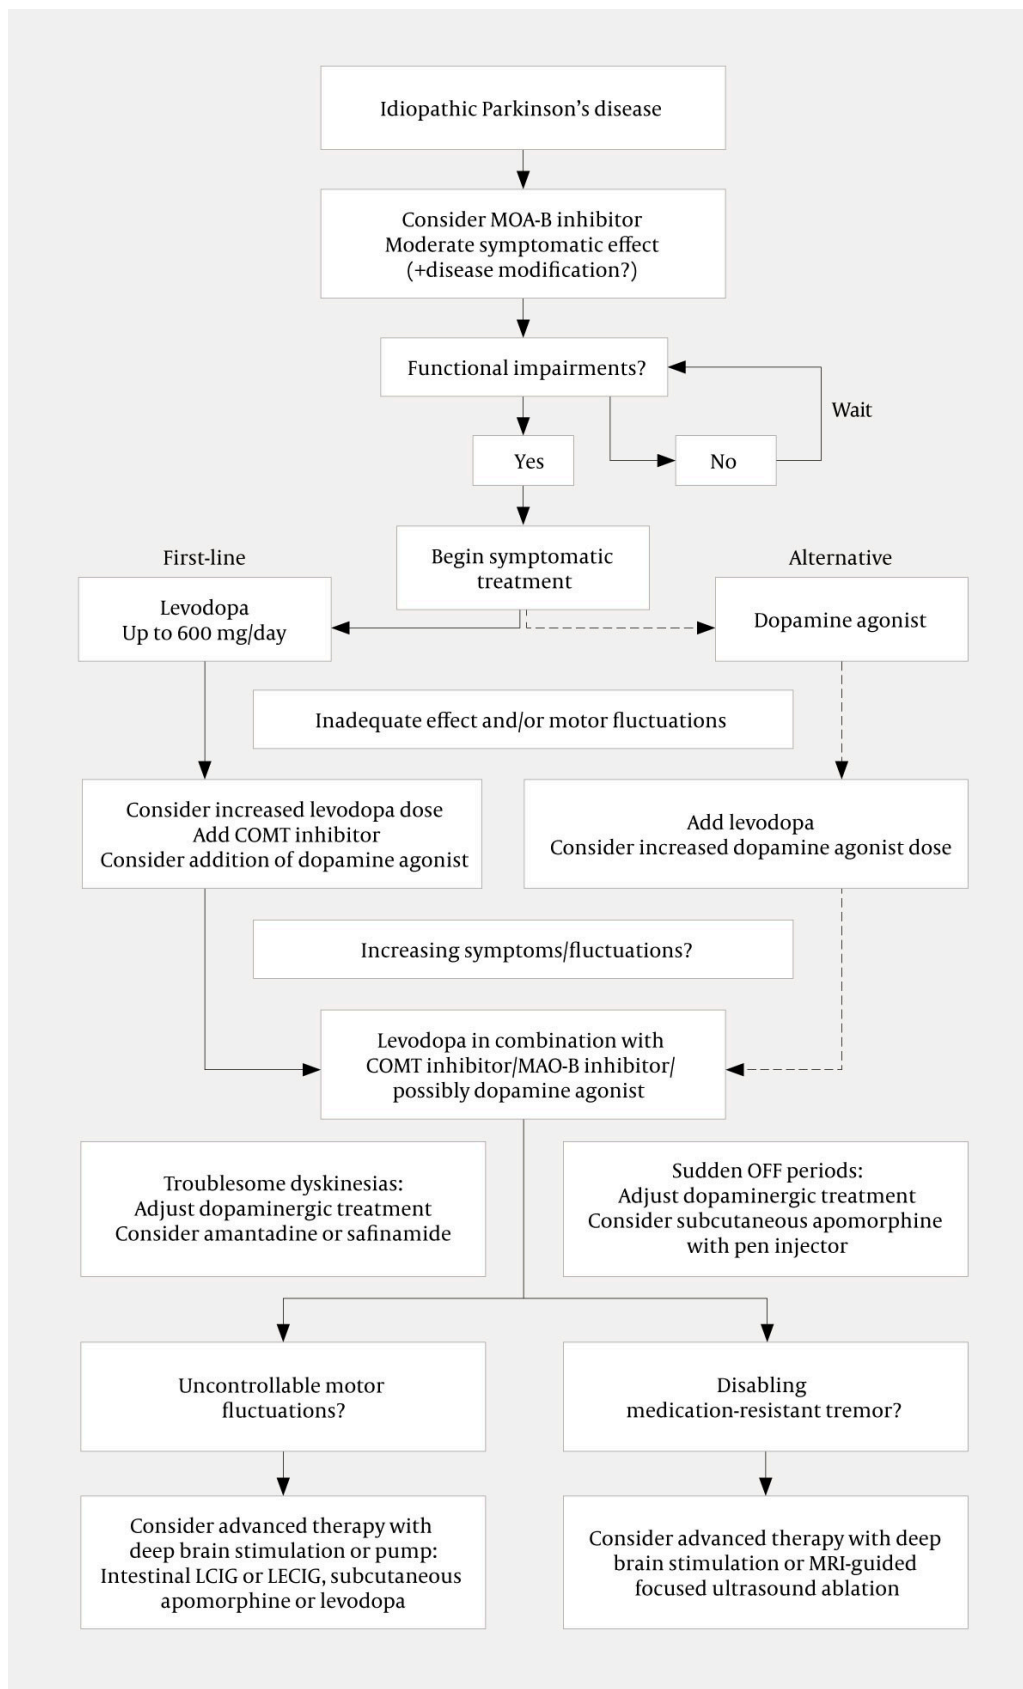 Idiopathic Parkinson's disease
Consider MOA-B inhibitor
Moderate symptomatic effect
(+disease modification?)
Functional impairments?
Wait
Yes
No
Begin symptomatic
treatment
First-line
Levodopa
Up to 600 mg/day
Alternative
Dopamine agonist
Inadequate effect and/or motor fluctuations
Consider increased levodopa dose
Add COMT inhibitor
Consider addition of dopamine agonist
Add levodopa
Consider increased dopamine agonist dose
Increasing symptoms/fluctuations?
Levodopa in combination with
COMT inhibitor/MAO-B inhibitor/
possibly dopamine agonist
Troublesome dyskinesias:
Adjust dopaminergic treatment
Consider amantadine or safinamide
Sudden OFF periods:
Adjust dopaminergic treatment
Consider subcutaneous apomorphine
with pen injector
Uncontrollable motor
fluctuations?
Disabling
medication-resistant tremor?
Consider advanced therapy with
deep brain stimulation or pump:
Intestinal LCIG or LECIG, subcutaneous
apomorphine or levodopa
Consider advanced therapy with deep
brain stimulation or MRI-guided
focused ultrasound ablation